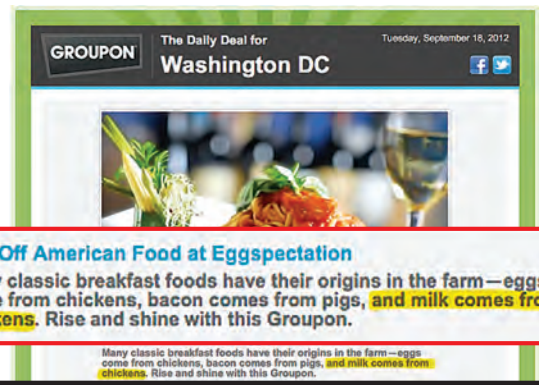 GROUPON
The Daily Deal for
Washington DC
Tuesday, September 18, 2012
Off American Food at Eggspectation
classic breakfast foods have their origins in the farm—eggs
from chickens, bacon comes from pigs, and milk comes
. Rise and shine with this Groupon.
Many classic breakfast foods have their origins in the farm—eggs
come from chickens, bacon comes from pigs, and milk comes from
chickens. Rise and shine with this Groupon.